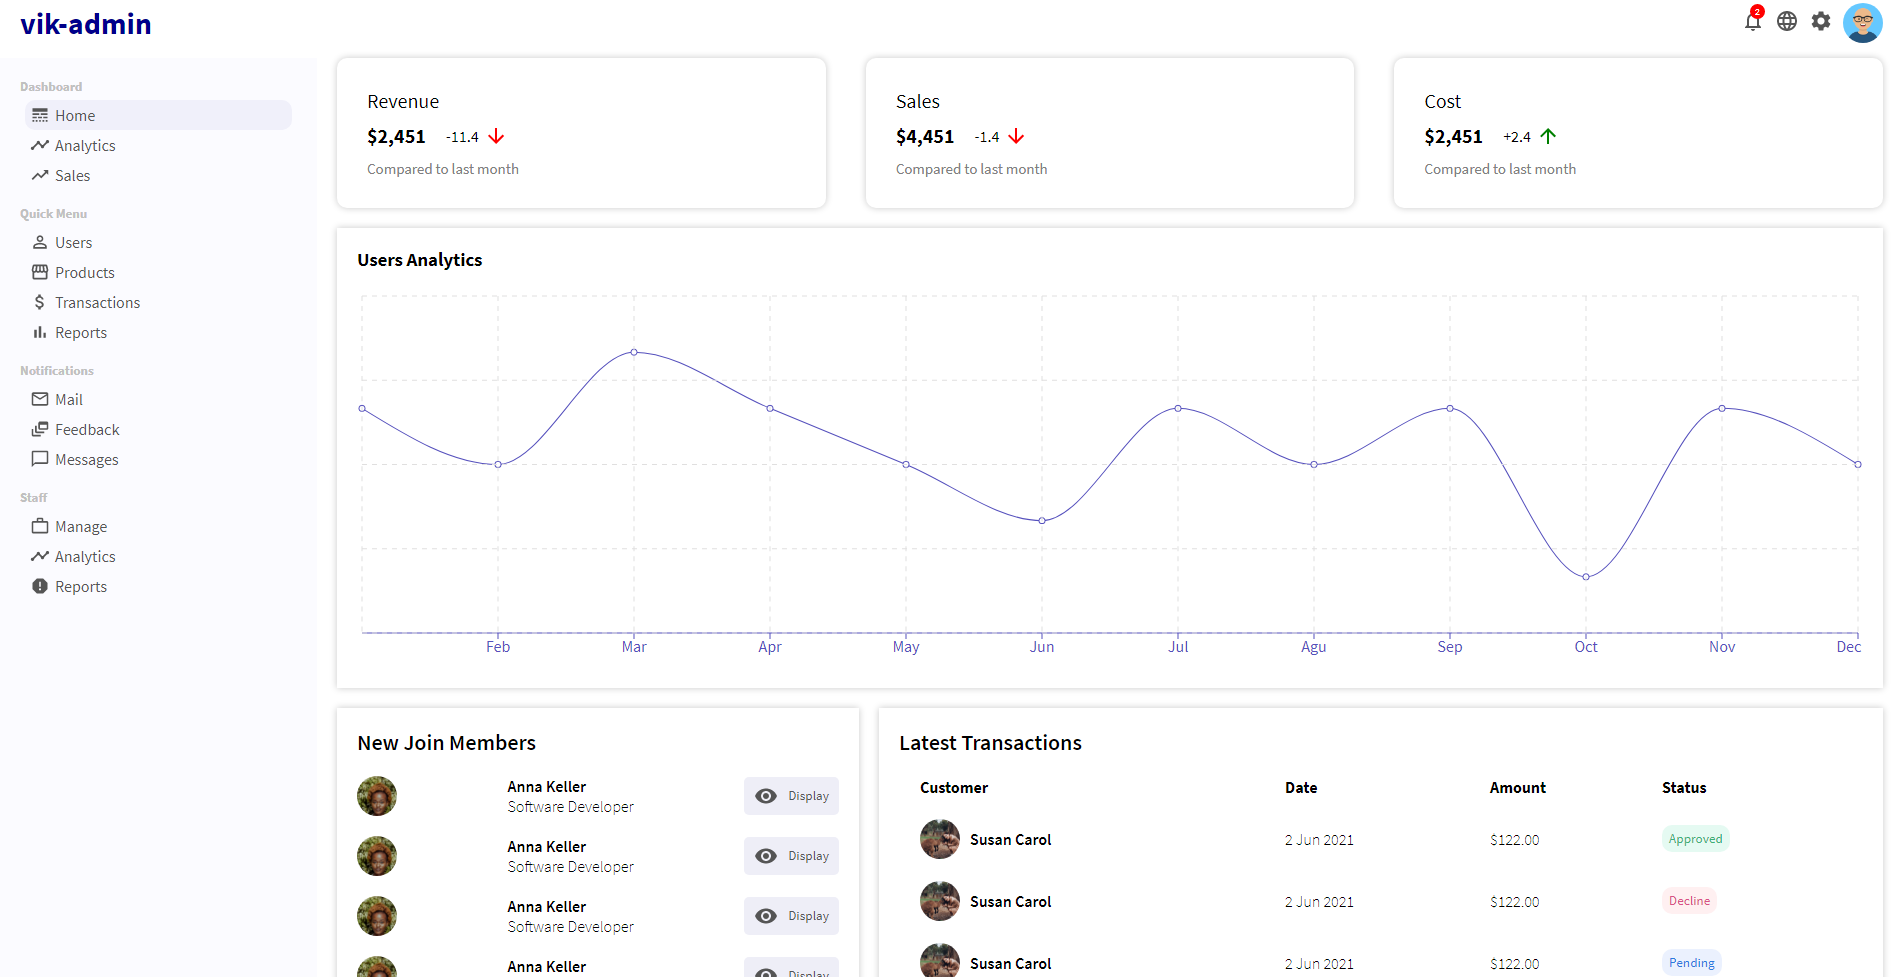 vik-admin
2
Dashboard
Home
Analytics
Sales
Quick Menu
Users
Products
Transactions
Reports
Notifications
Mail
Feedback
Messages
Staff
Manage
Analytics
Reports
Revenue
$2,451 -11.4
Compared to last month
Sales
$4,451 -1.4
Compared to last month
Cost
$2,451 +2.4
Compared to last month
Users Analytics
Feb Mar Apr May Jun Jul Agu Sep Oct Nov Dec
New Join Members
Anna Keller
Software Developer
Display
Anna Keller
Software Developer
Display
Anna Keller
Software Developer
Display
Anna Keller
Display
Latest Transactions
Customer Date Amount Status
Susan Carol 2 Jun 2021 $122.00 Approved
Susan Carol 2 Jun 2021 $122.00 Decline
Susan Carol 2 Jun 2021 $122.00 Pending